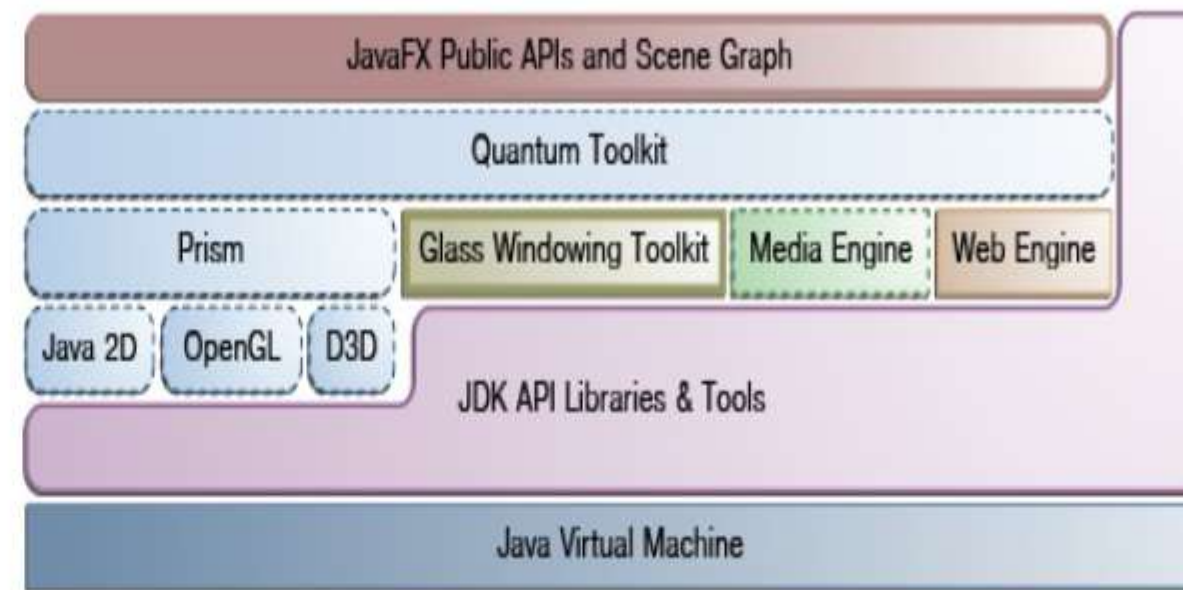 JavaFX Public APIs and Scene Graph
Quantum Toolkit
Prism
Glass Windowing Toolkit
Media Engine
Web Engine
Java 2D
OpenGL
D3D
JDK API Libraries & Tools
Java Virtual Machine